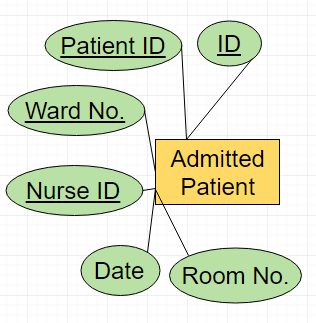 Patient ID
ID
Ward No.
Admitted
Patient
Nurse ID
Date
Room No.